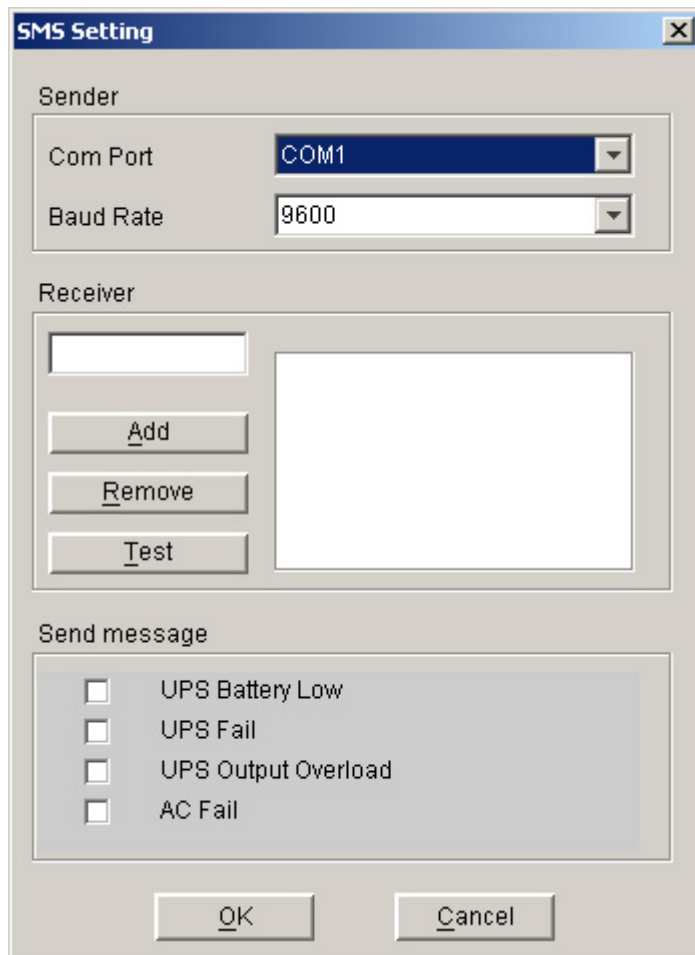 SMS Setting
Sender
Com Port COM1
Baud Rate 9600
Receiver
Add
Remove
Test
Send message
UPS Battery Low
UPS Fail
UPS Output Overload
AC Fail
OK Cancel